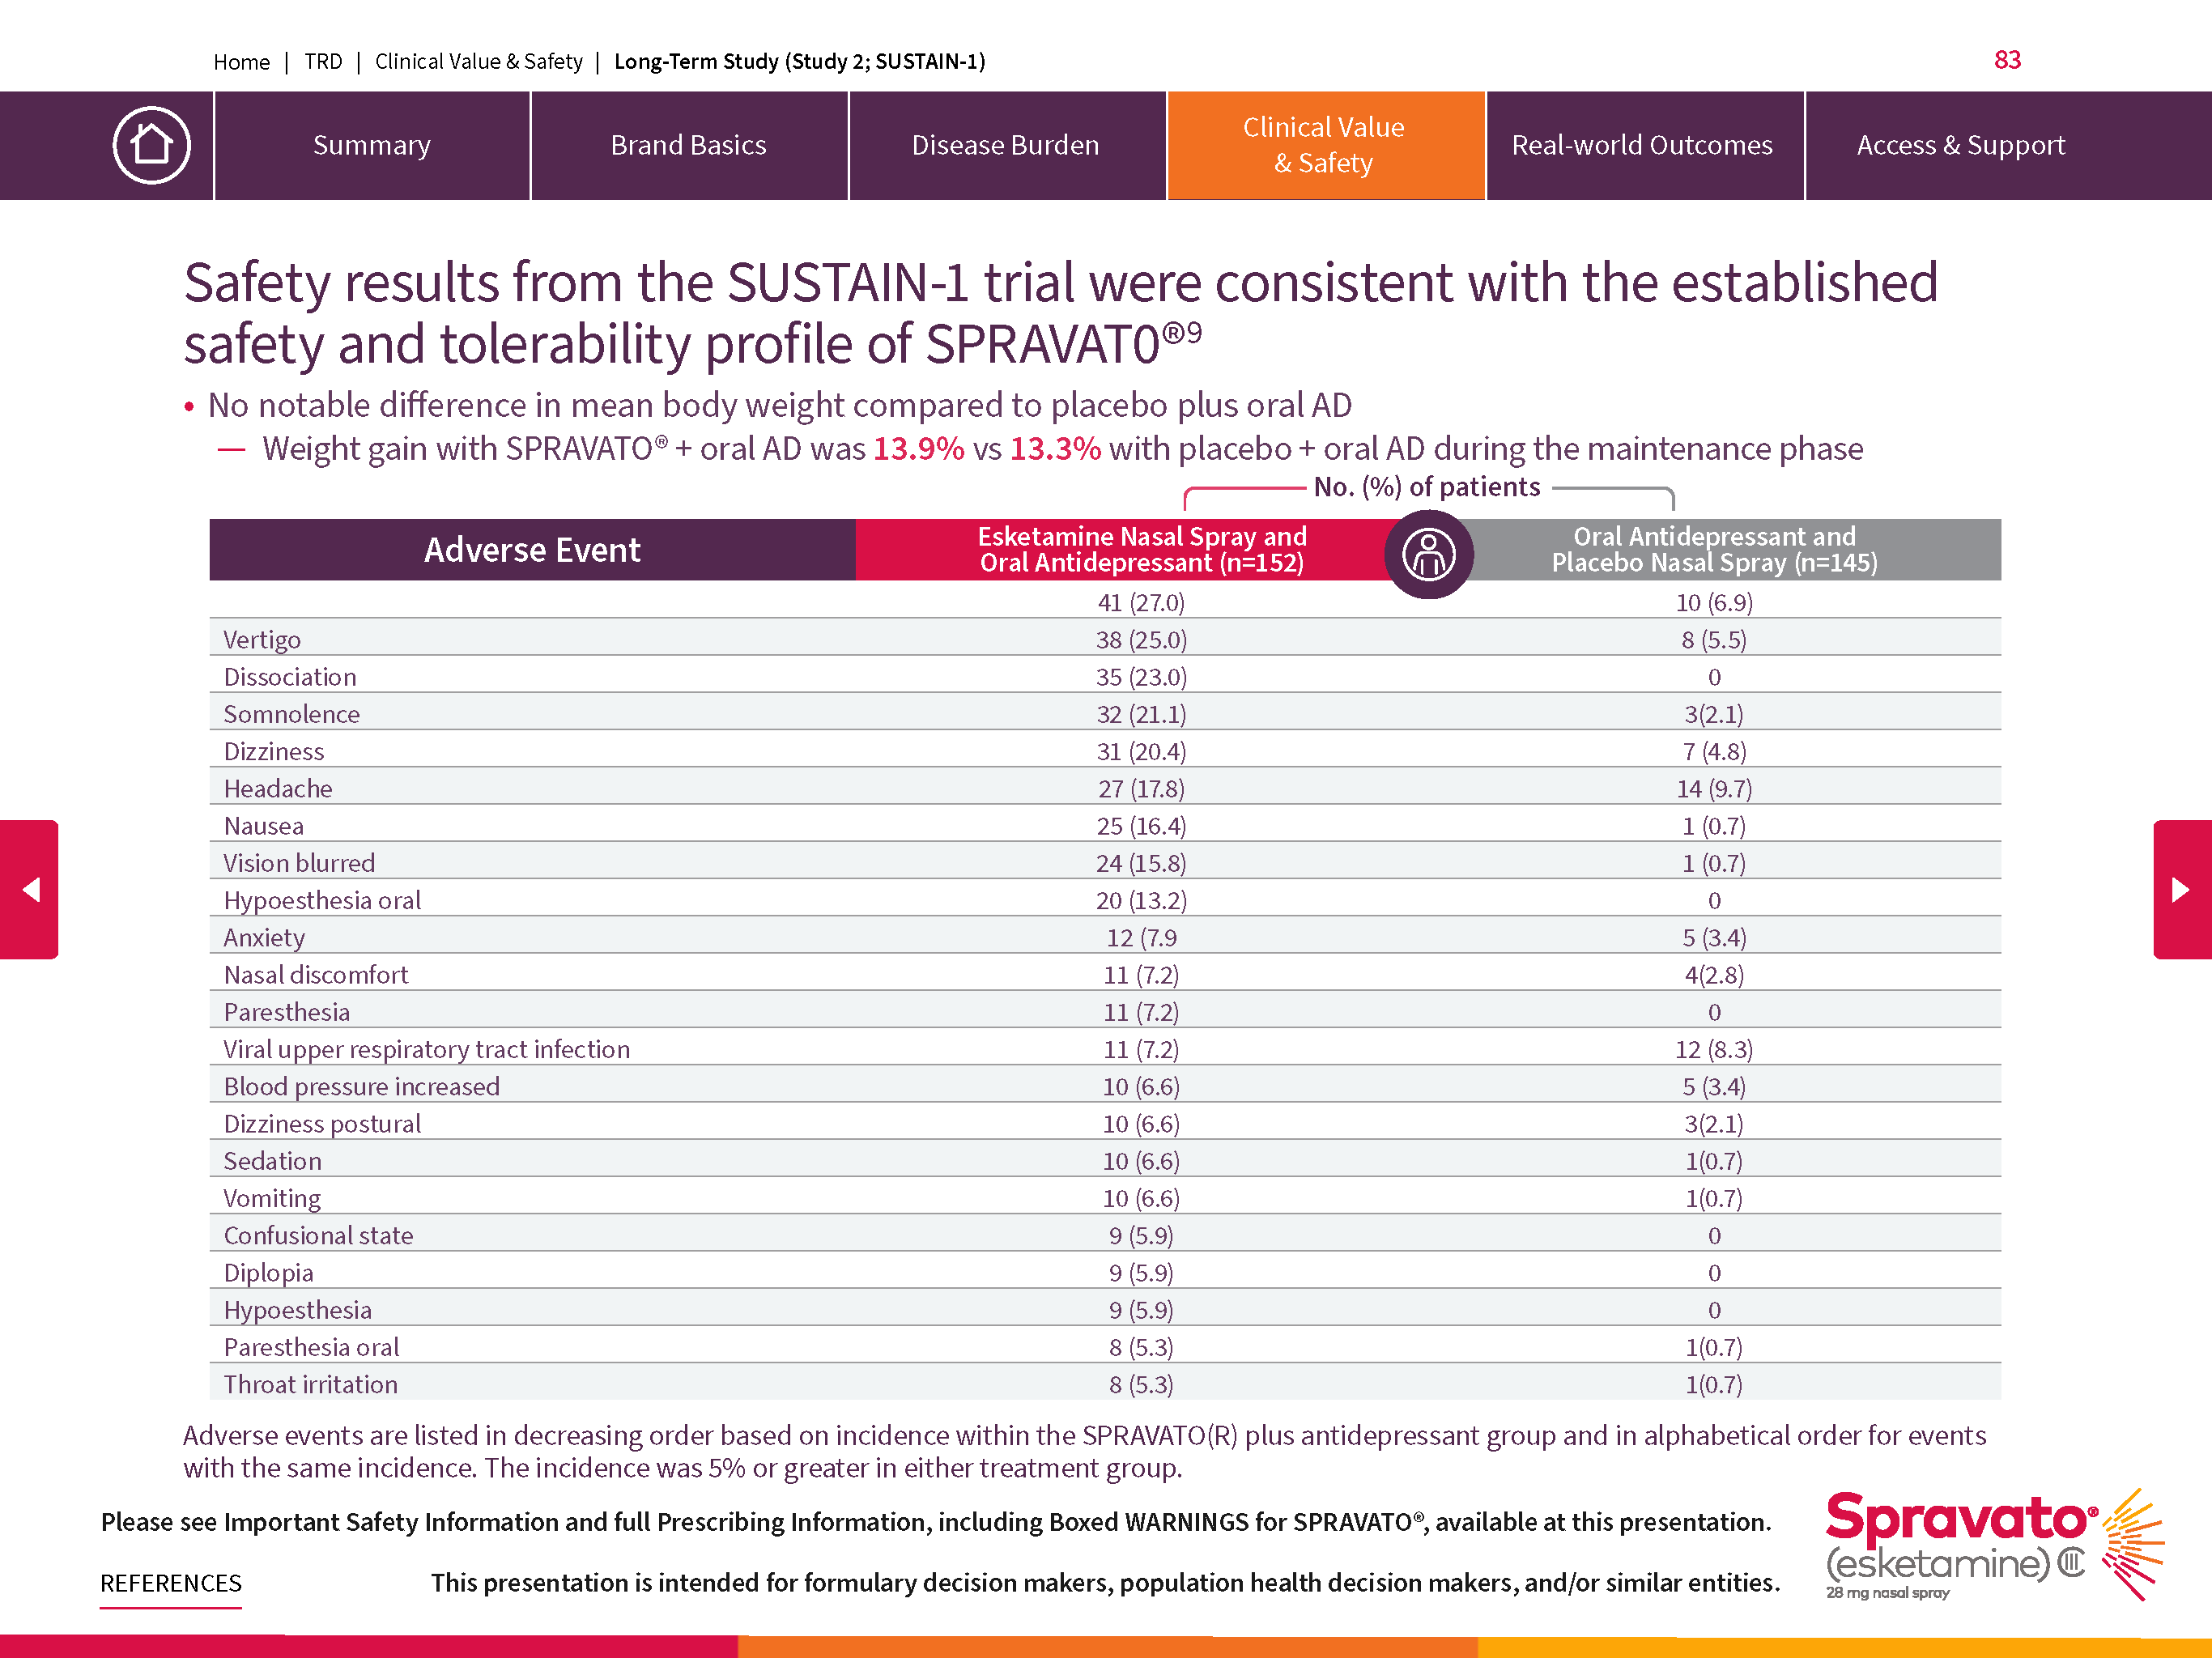 Home | TRD | Clinical Value & Safety | Long-Term Study (Study 2; SUSTAIN-1)
83
Summary
Brand Basics
Disease Burden
Clinical Value
& Safety
Real-world Outcomes
Access & Support
Safety results from the SUSTAIN-1 trial were consistent with the established
safety and tolerability profile of SPRAVAT0®9
• No notable difference in mean body weight compared to placebo plus oral AD
— Weight gain with SPRAVATO® + oral AD was 13.9% vs 13.3% with placebo + oral AD during the maintenance phase
No. (%) of patients
Adverse Event
Esketamine Nasal Spray and
Oral Antidepressant (n=152)
Oral Antidepressant and
Placebo Nasal Spray (n=145)
41 (27.0) 10 (6.9)
Vertigo 38 (25.0) 8 (5.5)
Dissociation 35 (23.0) 0
Somnolence 32 (21.1) 3(2.1)
Dizziness 31 (20.4) 7 (4.8)
Headache 27 (17.8) 14 (9.7)
Nausea 25 (16.4) 1 (0.7)
Vision blurred 24 (15.8) 1 (0.7)
Hypoesthesia oral 20 (13.2) 0
Anxiety 12 (7.9 5 (3.4)
Nasal discomfort 11 (7.2) 4(2.8)
Paresthesia 11 (7.2) 0
Viral upper respiratory tract infection 11 (7.2) 12 (8.3)
Blood pressure increased 10 (6.6) 5 (3.4)
Dizziness postural 10 (6.6) 3(2.1)
Sedation 10 (6.6) 1(0.7)
Vomiting 10 (6.6) 1(0.7)
Confusional state 9 (5.9) 0
Diplopia 9 (5.9) 0
Hypoesthesia 9 (5.9) 0
Paresthesia oral 8 (5.3) 1(0.7)
Throat irritation 8 (5.3) 1(0.7)
Adverse events are listed in decreasing order based on incidence within the SPRAVATO(R) plus antidepressant group and in alphabetical order for events
with the same incidence. The incidence was 5% or greater in either treatment group.
Please see Important Safety Information and full Prescribing Information, including Boxed WARNINGS for SPRAVATO®, available at this presentation.
REFERENCES
This presentation is intended for formulary decision makers, population health decision makers, and/or similar entities.
Spravato®
(esketamine) CIII
28 mg nasal spray